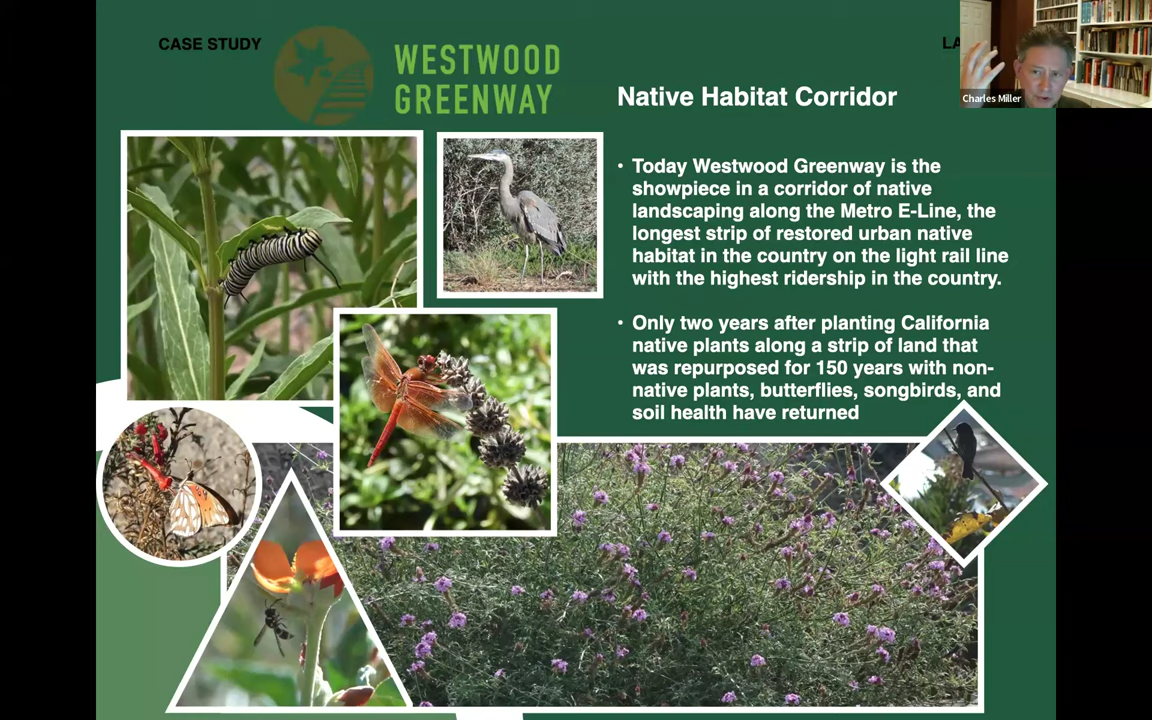 CASE STUDY
WESTWOOD
GREENWAY
LA
Charles Miller
Native Habitat Corridor
• Today Westwood Greenway is the
showpiece in a corridor of native
landscaping along the Metro E-Line, the
longest strip of restored urban native
habitat in the country on the light rail line
with the highest ridership in the country.
• Only two years after planting California
native plants along a strip of land that
was repurposed for 150 years with non-
native plants, butterflies, songbirds, and
soil health have returned